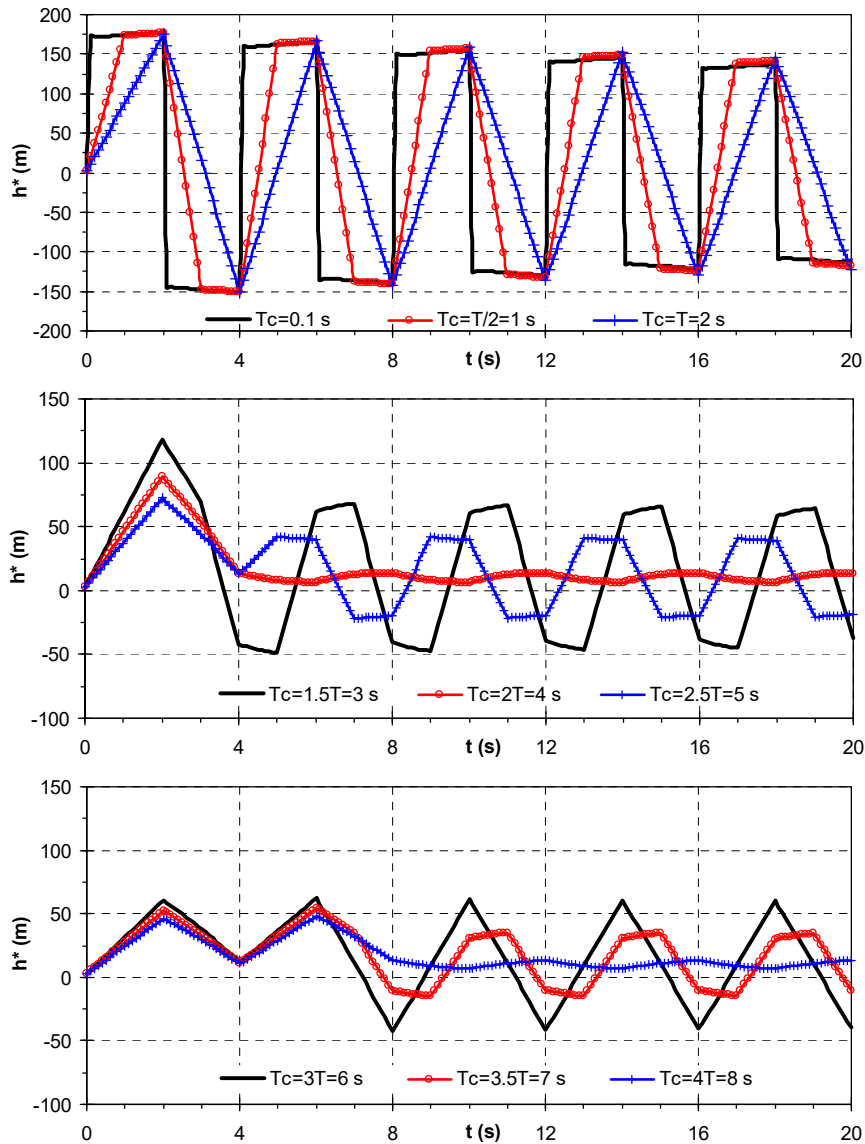 200
150
100
50
0
-50
-100
-150
-200
h* (m)
Tc=0.1 s Tc=T/2=1 s Tc=T=2 s
0 4 8 12 16 20
t (s)
150
100
50
0
-50
-100
h* (m)
Tc=1.5T=3 s Tc=2T=4 s Tc=2.5T=5 s
0 4 8 12 16 20
t (s)
150
100
50
0
-50
-100
h* (m)
Tc=3T=6 s Tc=3.5T=7 s Tc=4T=8 s
0 4 8 12 16 20
t (s)